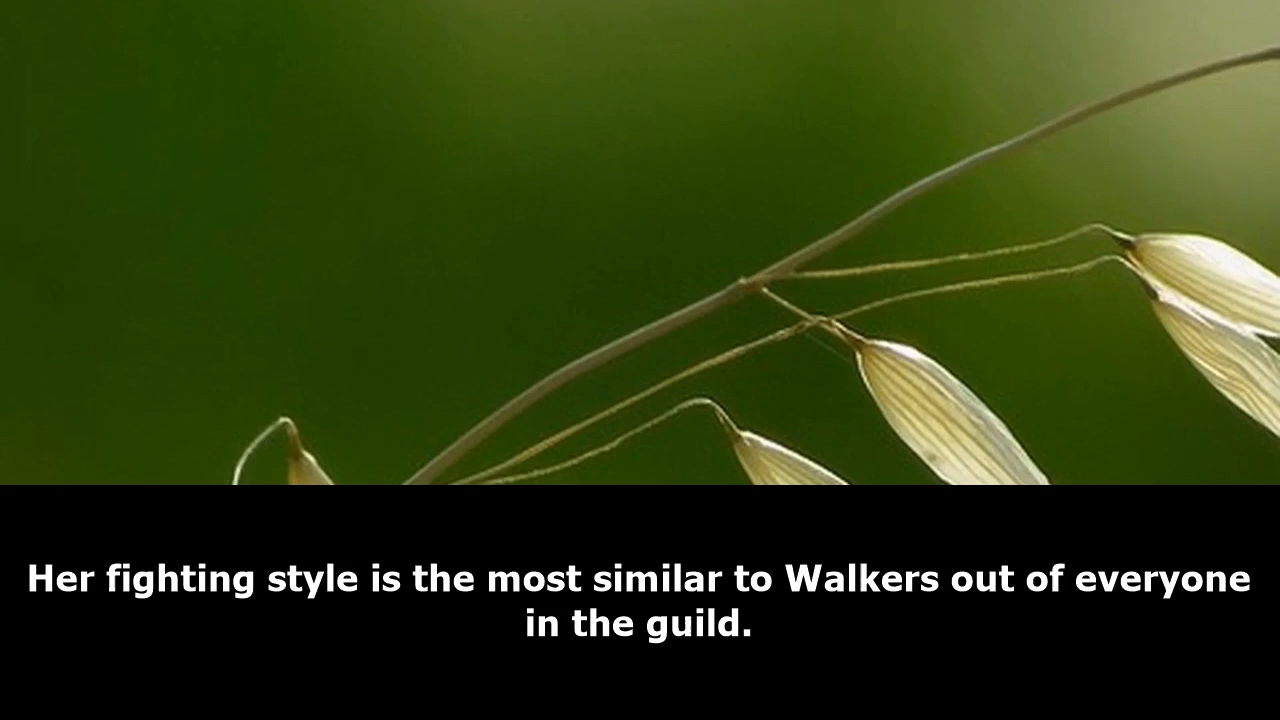 Her fighting style is the most similar to Walkers out of everyone
in the guild.